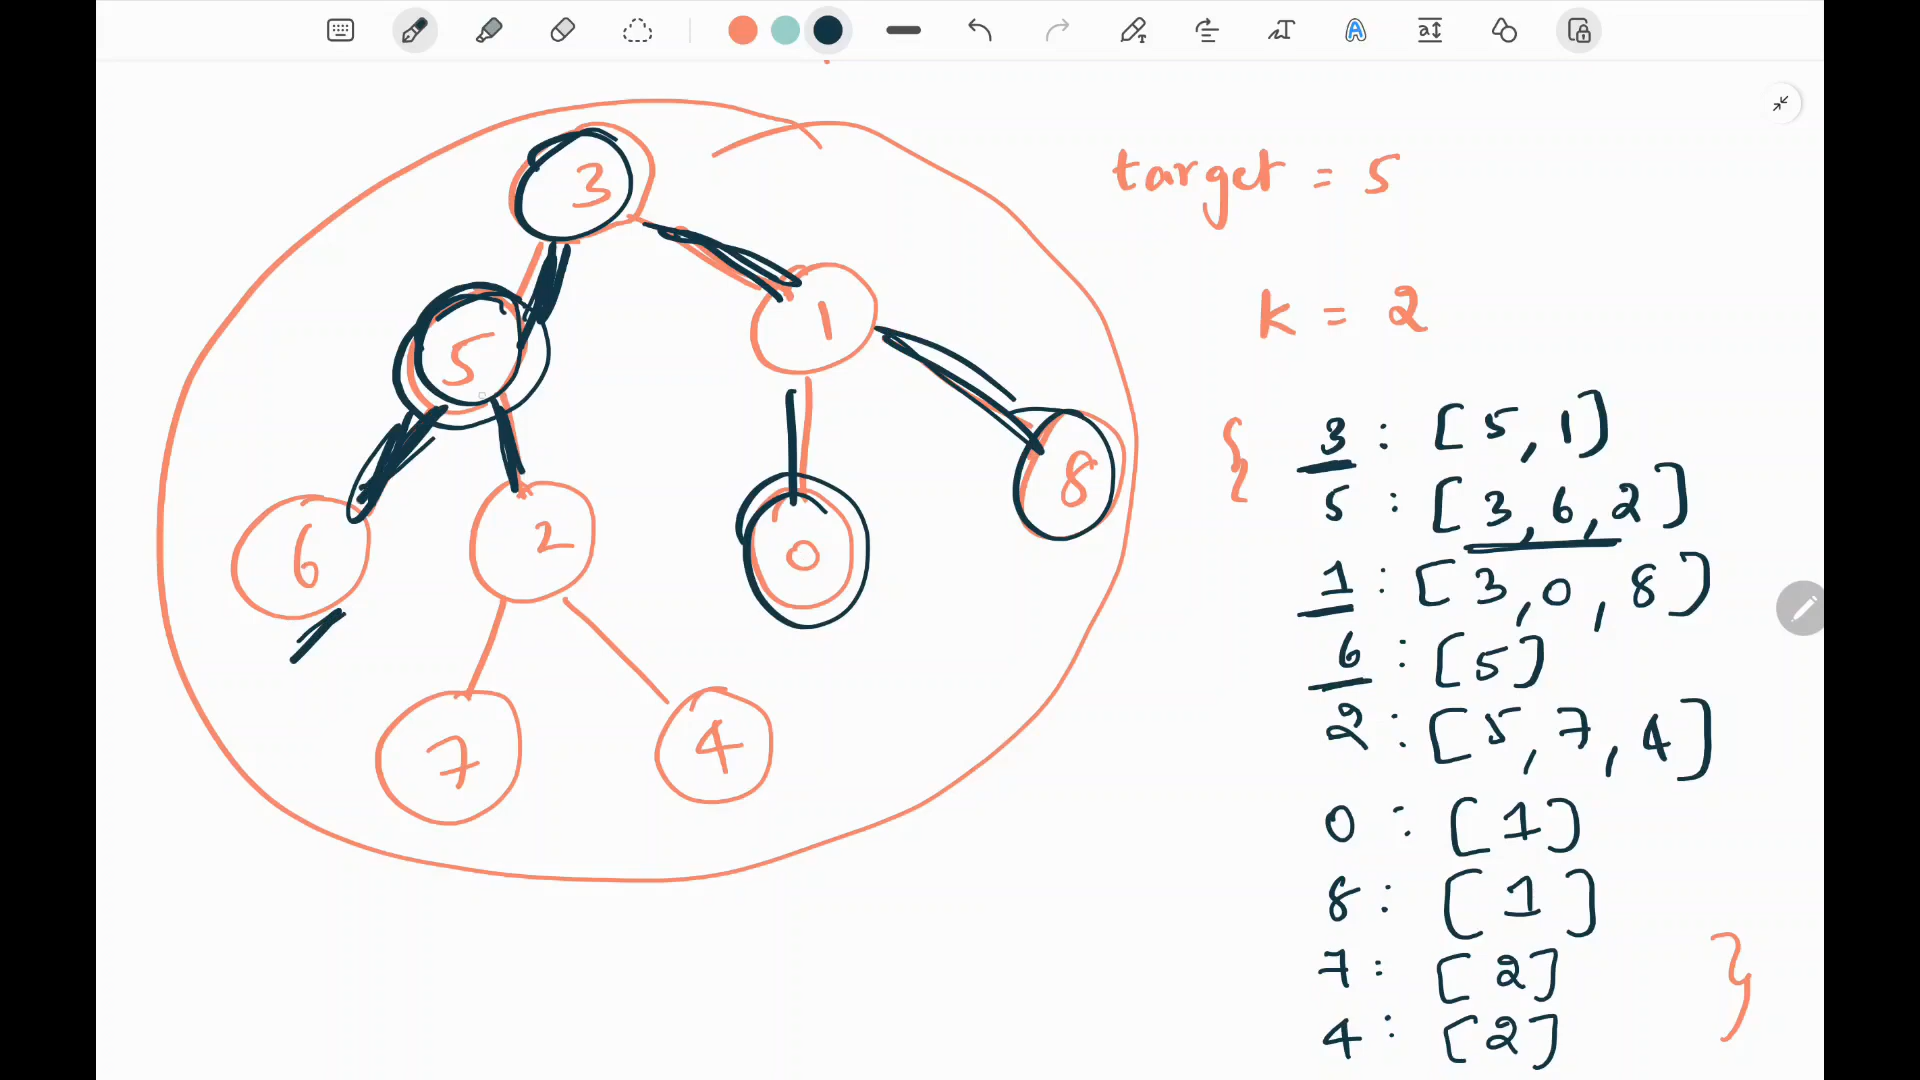 3
5
1
6
2
0
8
7
4
target = 5
k = 2
{ 3 : [5,1]
5 : [3,6,2]
1 : [3,0,8]
6 : [5]
2 : [5,7,4]
0 : [1]
8 : [1]
7 : [2]
4 : [2] }